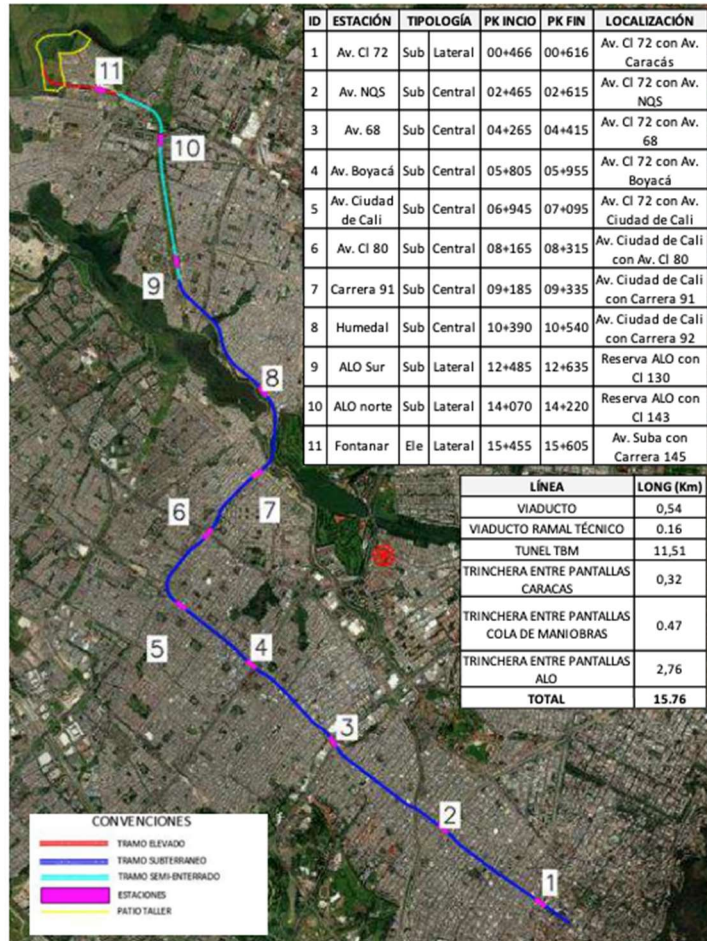 ID ESTACIÓN TIPOLOGÍA PK INCIO PK FIN LOCALIZACIÓN
1 Av. Cl 72 Sub Lateral 00+466 00+616 Av. Cl 72 con Av.
Caracás
2 Av. NQS Sub Central 02+465 02+615 Av. Cl 72 con Av.
NQS
3 Av. 68 Sub Central 04+265 04+415 Av. Cl 72 con Av.
68
4 Av. Boyacá Sub Central 05+805 05+955 Av. Cl 72 con Av.
Boyacá
5 Av. Ciudad
de Cali Sub Central 06+945 07+095 Av. Cl 72 con Av.
Ciudad de Cali
6 Av. Cl 80 Sub Central 08+165 08+315 Av. Ciudad de Cali
con Av. Cl 80
7 Carrera 91 Sub Central 09+185 09+335 Av. Ciudad de Cali
con Carrera 91
8 Humedal Sub Central 10+390 10+540 Av. Ciudad de Cali
con Carrera 92
9 ALO Sur Sub Lateral 12+485 12+635 Reserva ALO con
Cl 130
10 ALO norte Sub Lateral 14+070 14+220 Reserva ALO con
Cl 143
11 Fontanar Ele Lateral 15+455 15+605 Av. Suba con
Carrera 145
LÍNEA LONG (Km)
VIADUCTO 0,54
VIADUCTO RAMAL TÉCNICO 0.16
TUNEL TBM 11,51
TRINCHERA ENTRE PANTALLAS
CARACAS 0,32
TRINCHERA ENTRE PANTALLAS
COLA DE MANIOBRAS 0.47
TRINCHERA ENTRE PANTALLAS
ALO 2,76
TOTAL 15.76
11
10
9
8
7
6
5
4
3
2
1
CONVENCIONES
TRAMO ELEVADO
TRAMO SUBTERRANEO
TRAMO SEMI-ENTERRADO
ESTACIONES
PATIO TALLER